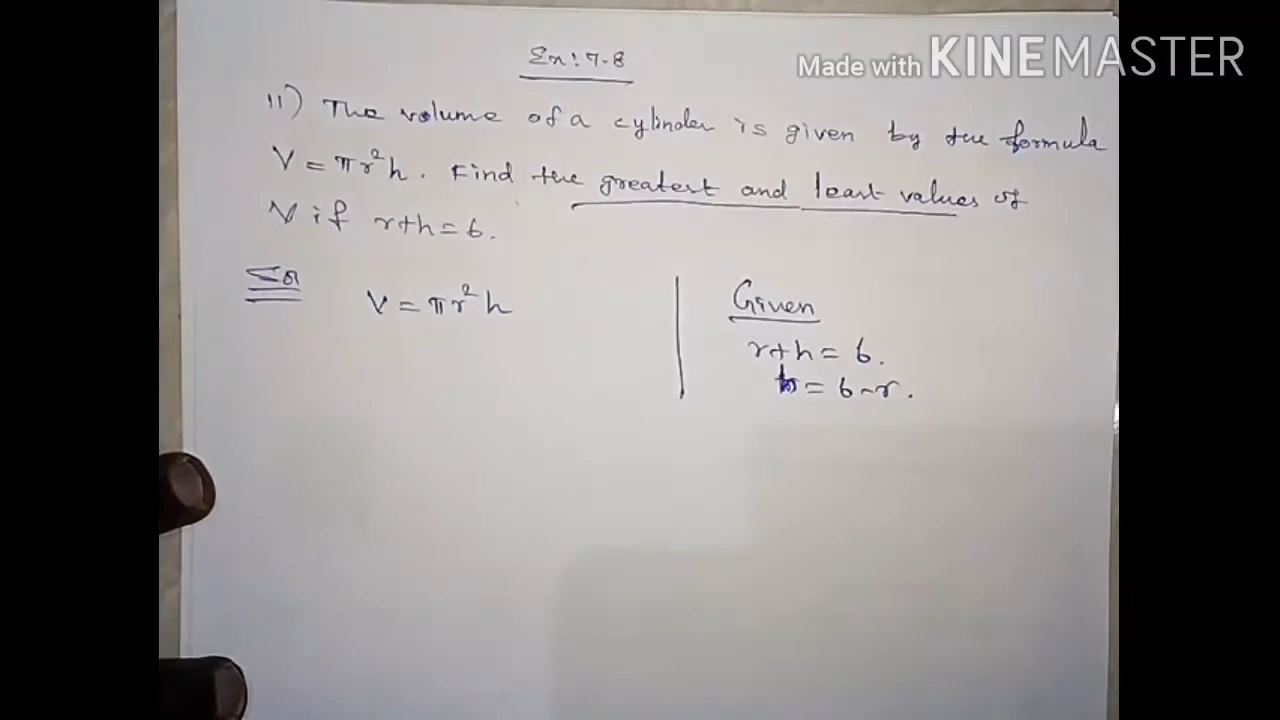 Made with KINEMASTER
Ex: 7.8
11) The volume of a cylinder is given by the formula
V = πr²h. Find the greatest and least values of
V if r+h = 6.
Sol
V = πr²h
Given
r+h = 6.
h = 6-r.